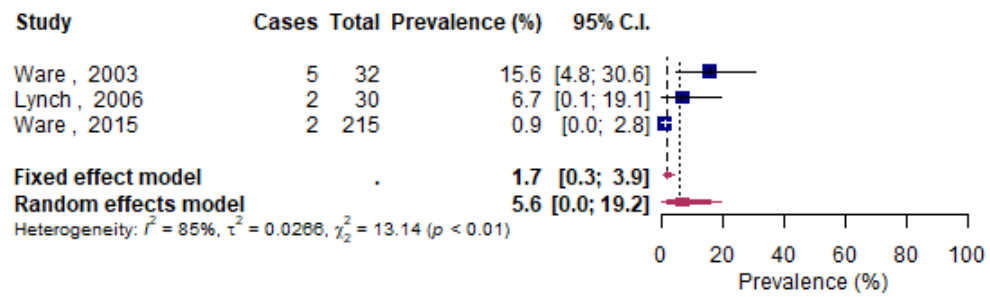 Study Cases Total Prevalence (%) 95% C.I.
Ware , 2003 5 32 15.6 [4.8; 30.6]
Lynch , 2006 2 30 6.7 [0.1; 19.1]
Ware , 2015 2 215 0.9 [0.0; 2.8]
Fixed effect model . 1.7 [0.3; 3.9]
Random effects model 5.6 [0.0; 19.2]
Heterogeneity: I² = 85%, τ² = 0.0266, χ²₂ = 13.14 (p < 0.01)
0 20 40 60 80 100
Prevalence (%)